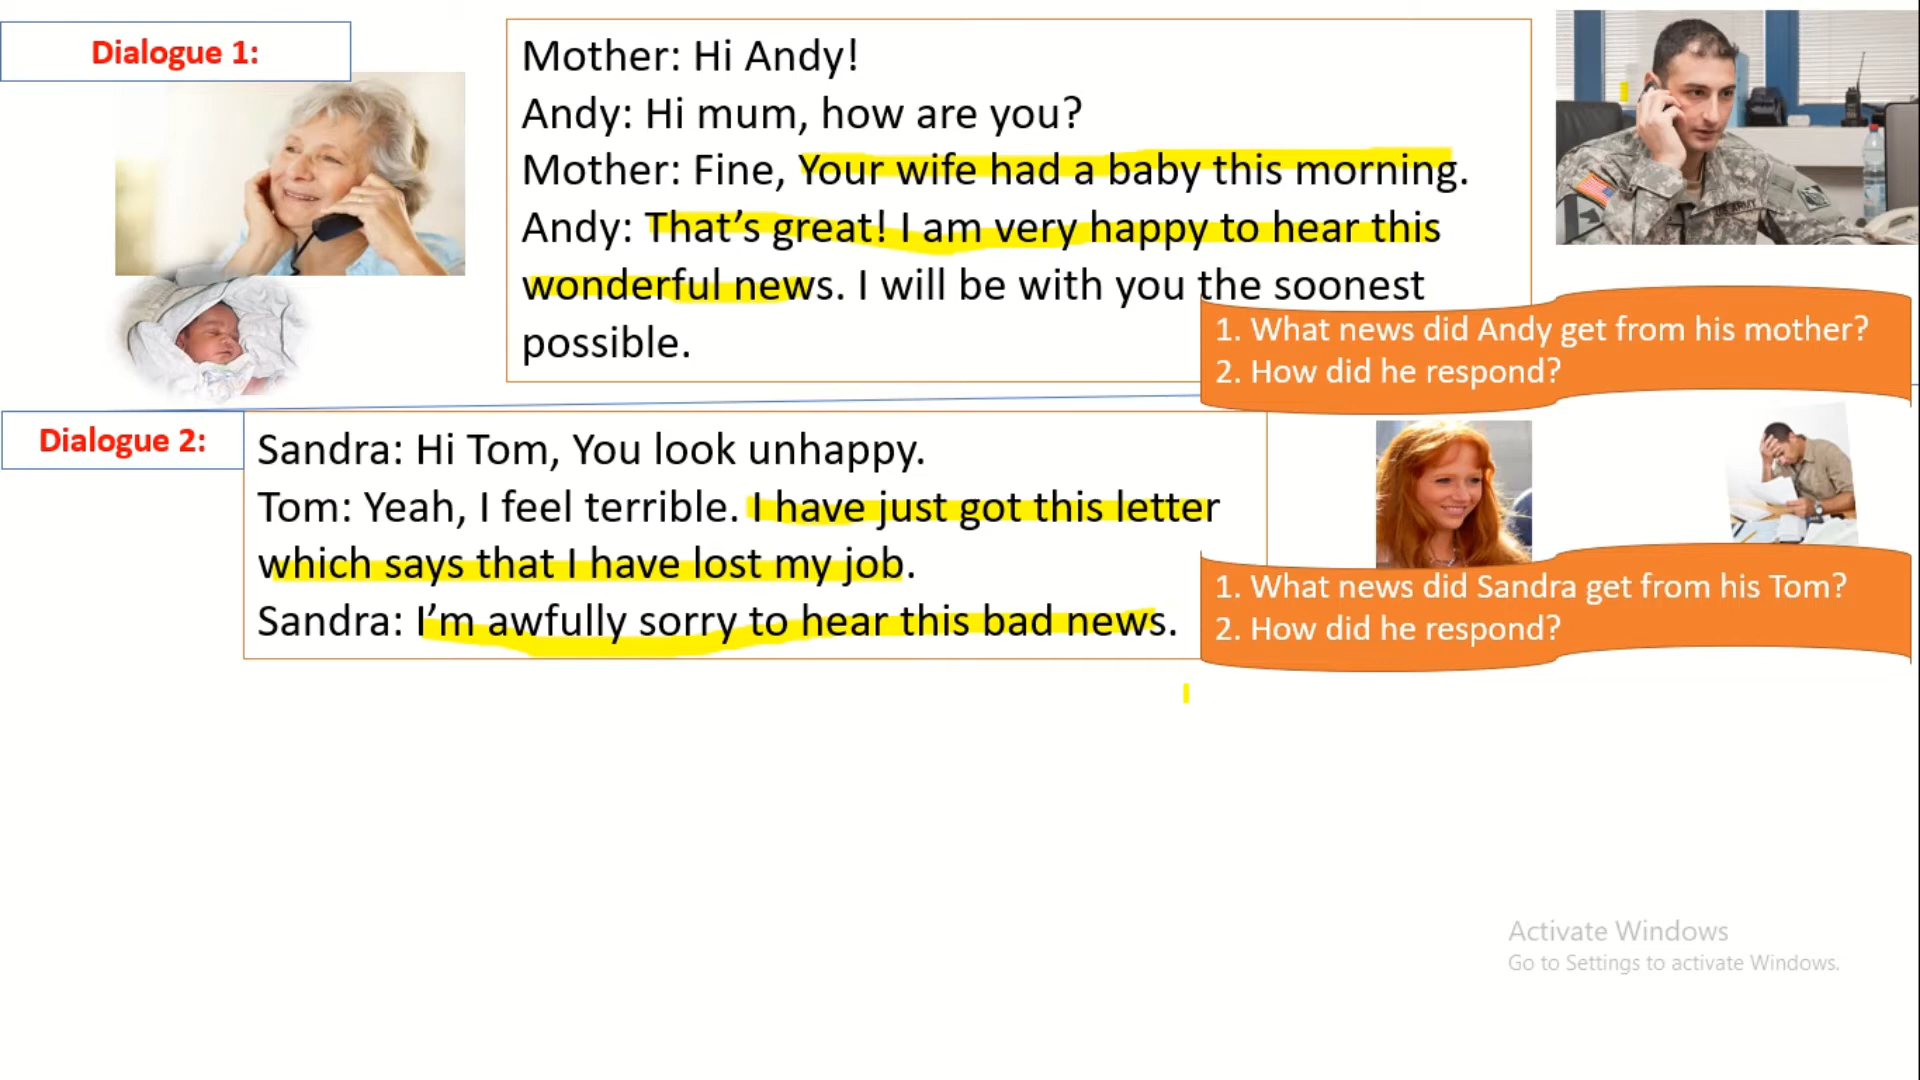 Dialogue 1:
Mother: Hi Andy!
Andy: Hi mum, how are you?
Mother: Fine, Your wife had a baby this morning.
Andy: That’s great! I am very happy to hear this
wonderful news. I will be with you the soonest
possible.
U.S. ARMY
1. What news did Andy get from his mother?
2. How did he respond?
Dialogue 2:
Sandra: Hi Tom, You look unhappy.
Tom: Yeah, I feel terrible. I have just got this letter
which says that I have lost my job.
Sandra: I’m awfully sorry to hear this bad news.
1. What news did Sandra get from his Tom?
2. How did he respond?
Activate Windows
Go to Settings to activate Windows.